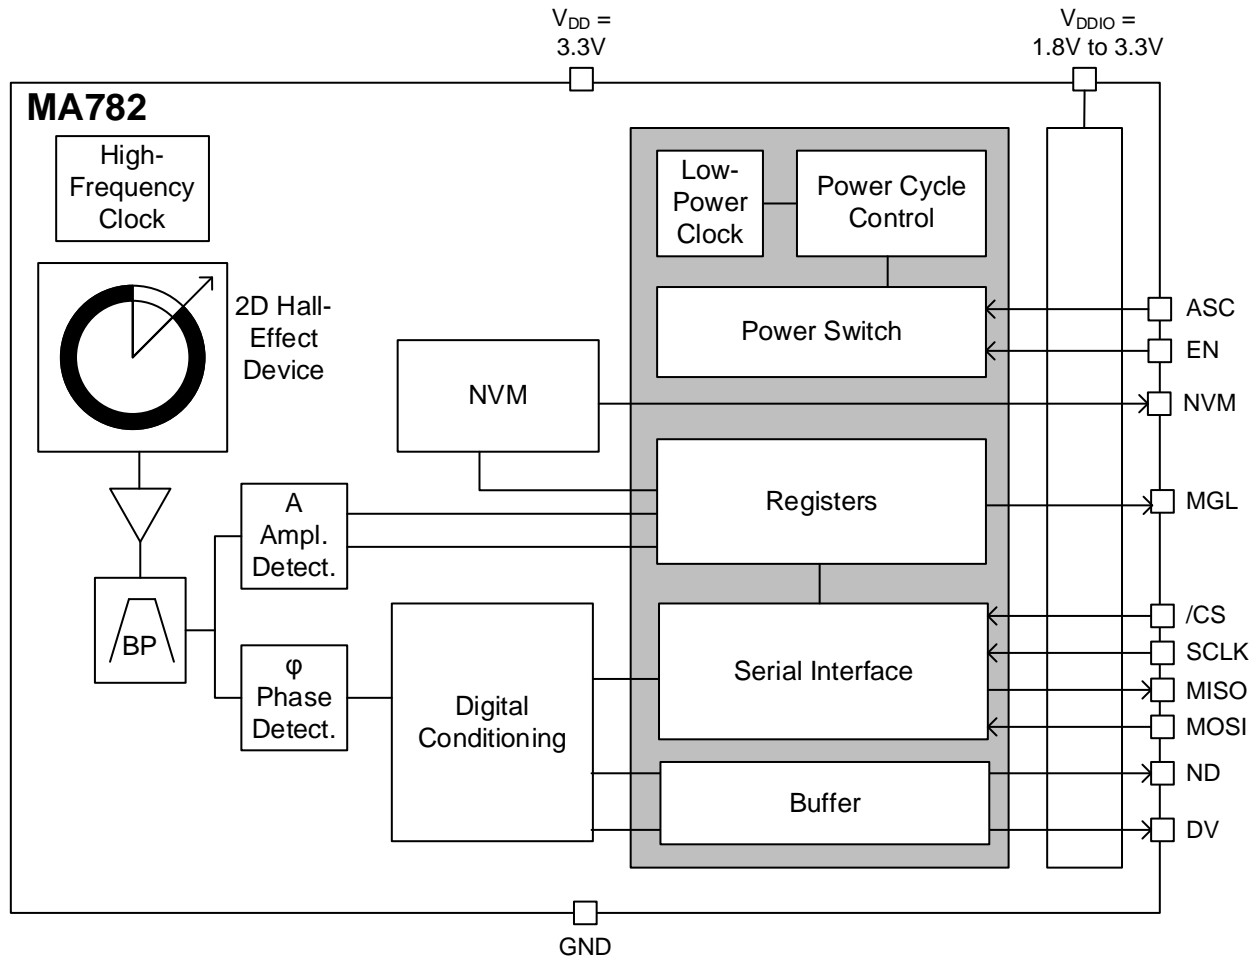 V_DD =
3.3V
V_DDIO =
1.8V to 3.3V
MA782
High-
Frequency
Clock
Low-
Power
Clock
Power Cycle
Control
2D Hall-
Effect
Device
Power Switch
ASC
EN
NVM
NVM
A
Ampl.
Detect.
Registers
MGL
BP
φ
Phase
Detect.
Digital
Conditioning
Serial Interface
/CS
SCLK
MISO
MOSI
Buffer
ND
DV
GND